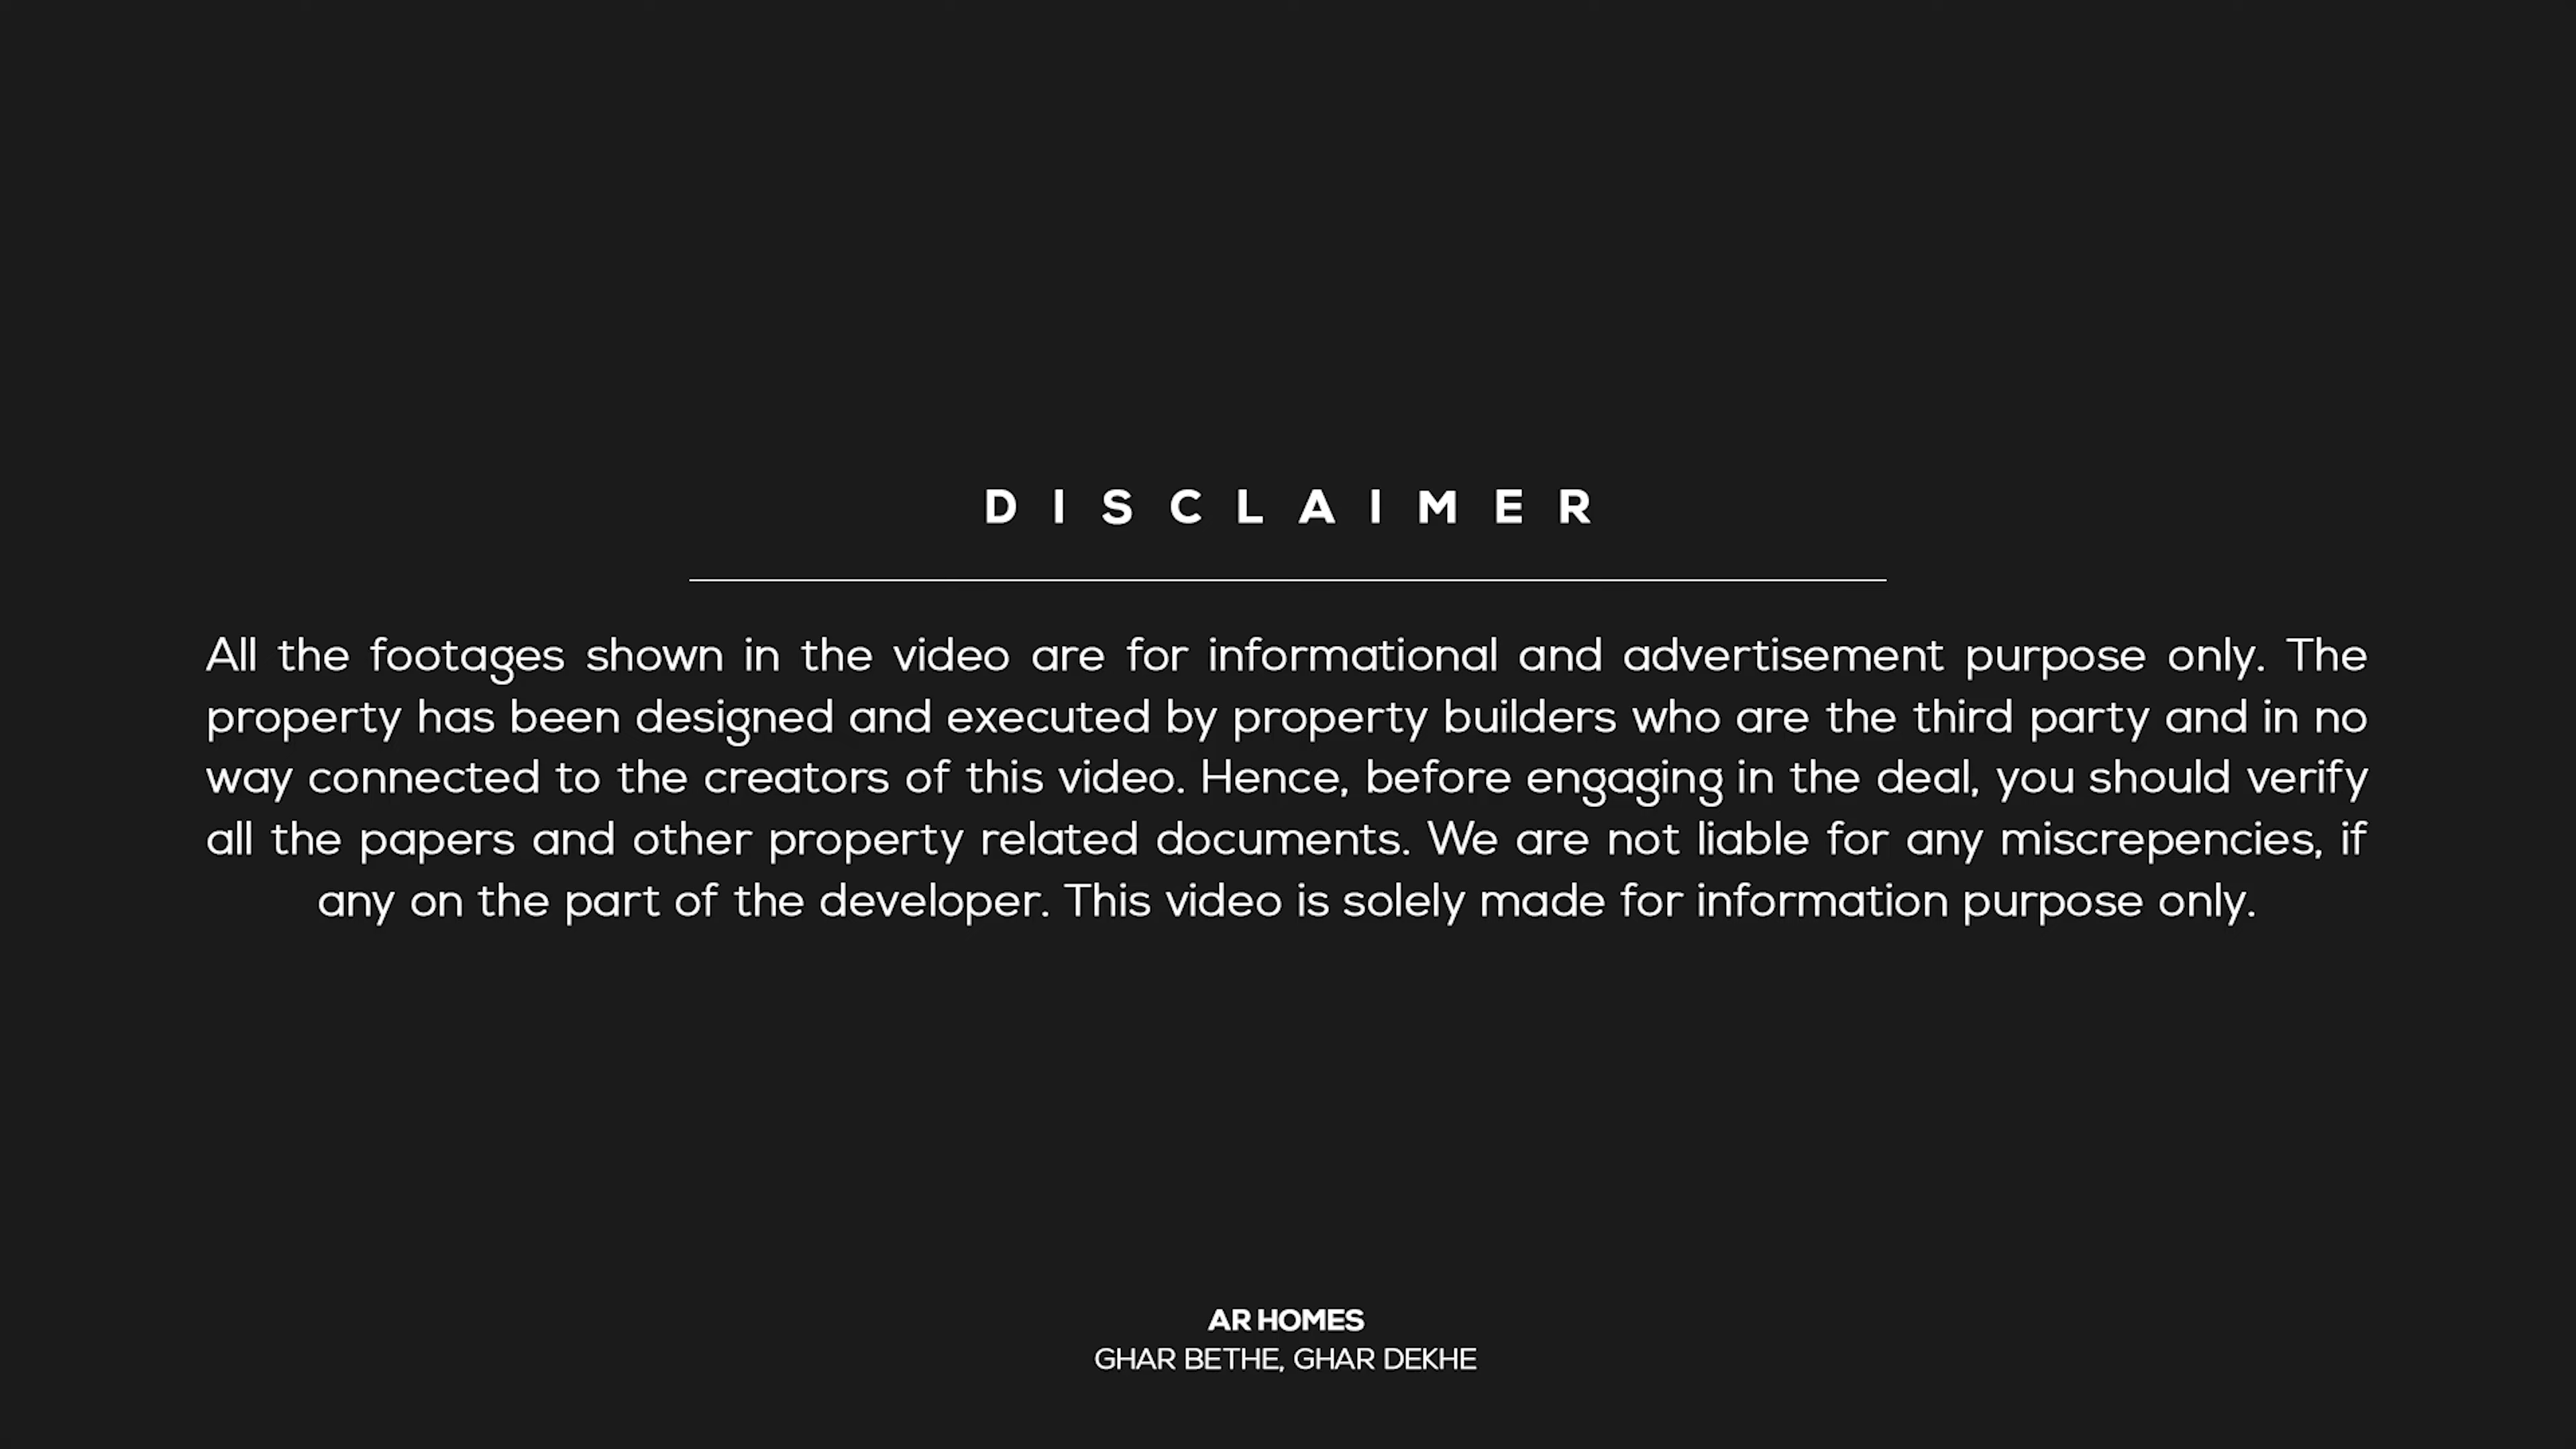 DISCLAIMER
All the footages shown in the video are for informational and advertisement purpose only. The
property has been designed and executed by property builders who are the third party and in no
way connected to the creators of this video. Hence, before engaging in the deal, you should verify
all the papers and other property related documents. We are not liable for any miscrepencies, if
any on the part of the developer. This video is solely made for information purpose only.
AR HOMES
GHAR BETHE, GHAR DEKHE